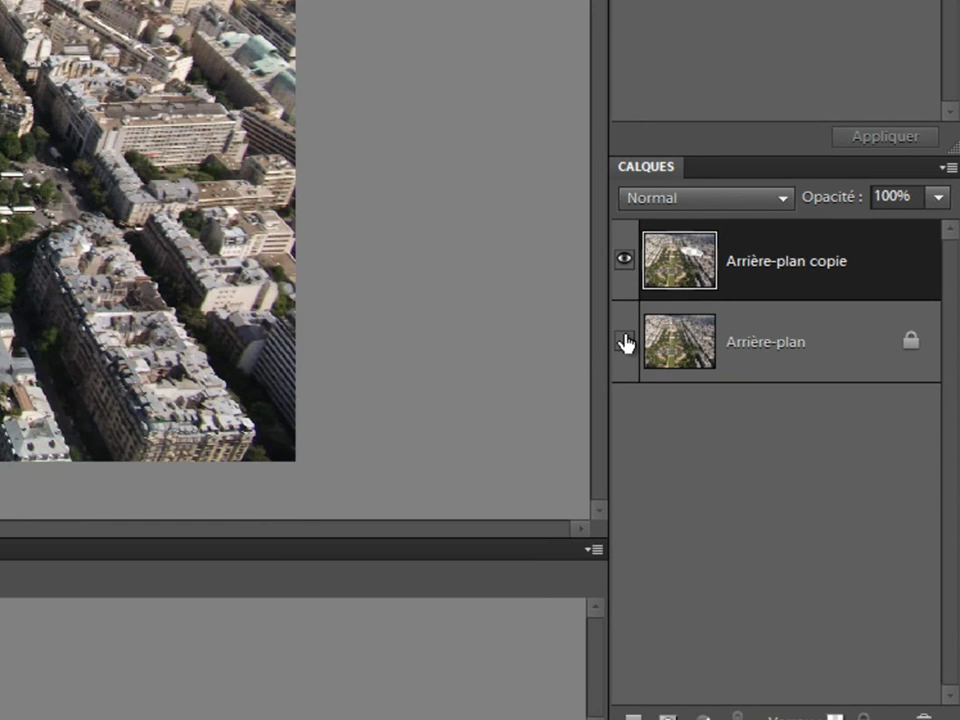 Appliquer
CALQUES
Normal Opacité : 100%
Arrière-plan copie
Arrière-plan